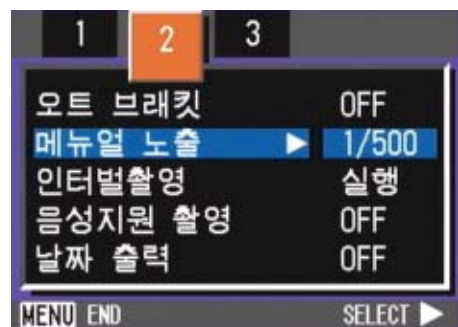 1 2 3
오트 브래킷 OFF
메뉴얼 노출 ▶ 1/500
인터벌촬영 실행
음성지원 촬영 OFF
날짜 출력 OFF
MENU END SELECT ▶